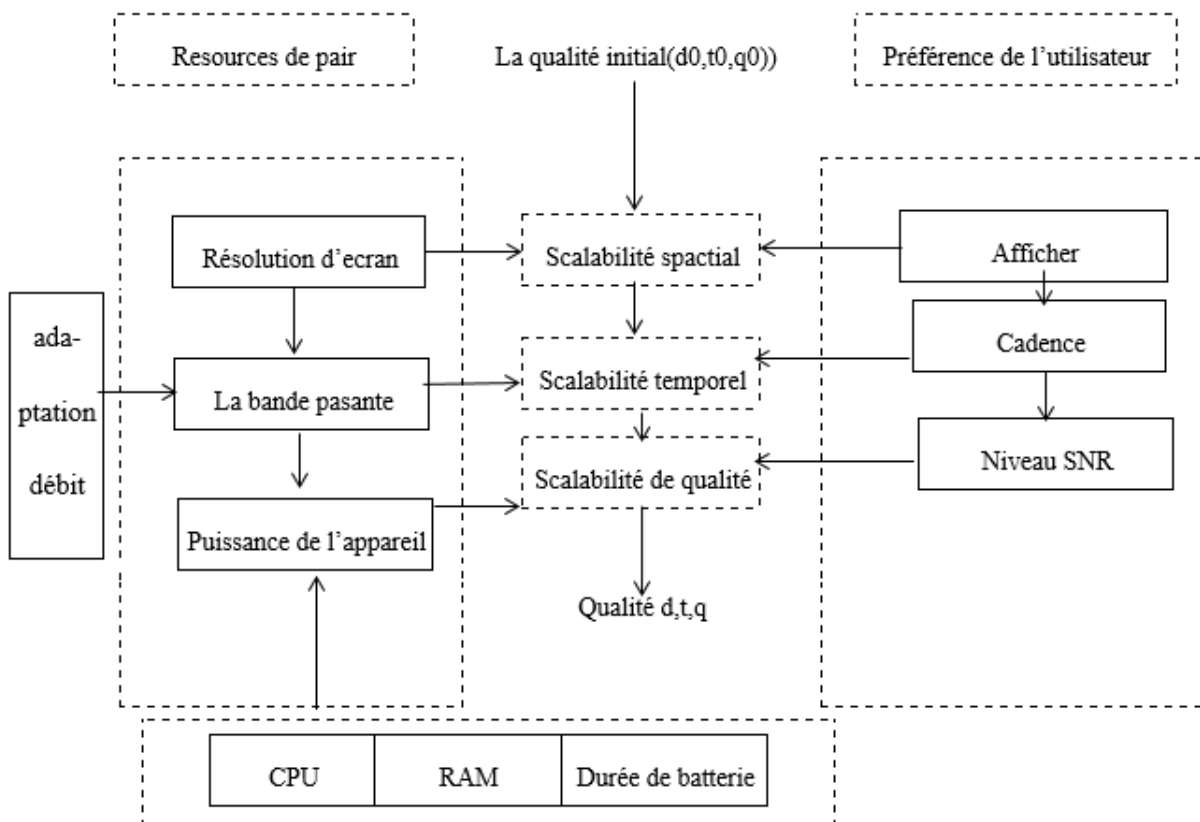 Resources de pair
La qualité initial(d0,t0,q0))
Préférence de l’utilisateur
Résolution d’ecran
Scalabilité spactial
Afficher
ada-
ptation
débit
La bande pasante
Scalabilité temporel
Cadence
Puissance de l’appareil
Scalabilité de qualité
Niveau SNR
Qualité d,t,q
CPU
RAM
Durée de batterie